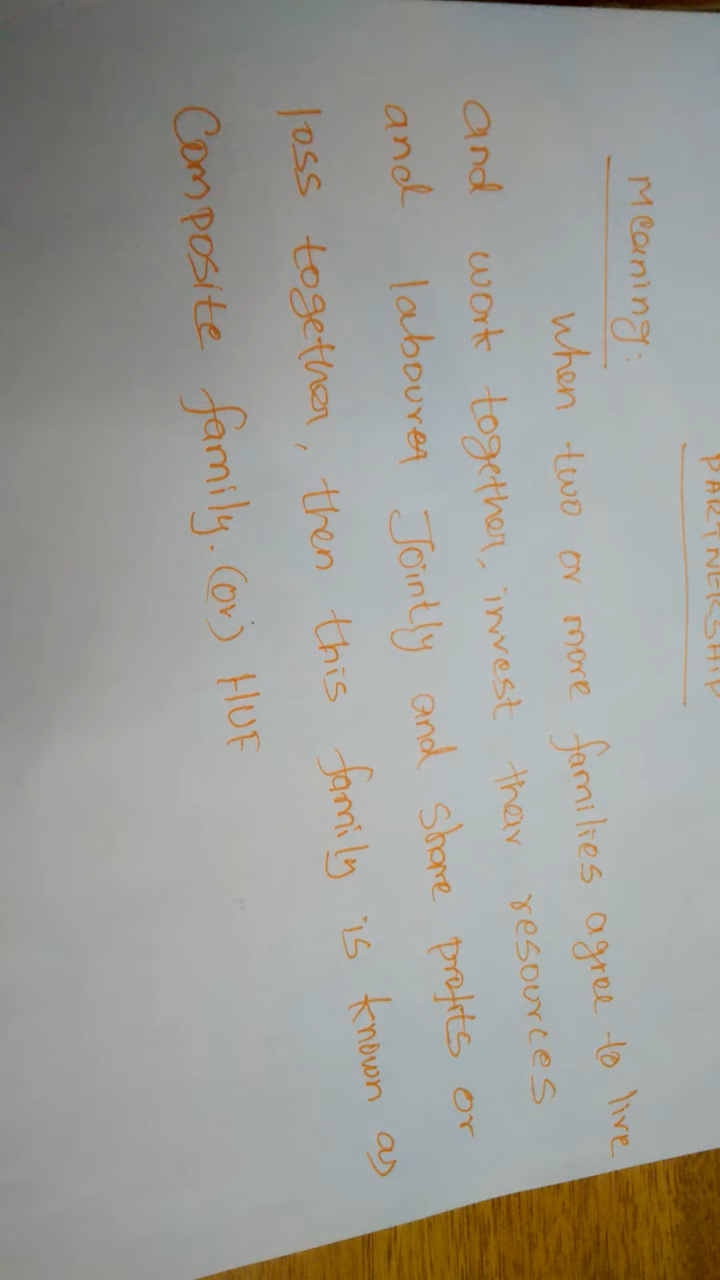 PARTNERSHIP
Meaning:
When two or more families agree to live
and work together, invest their resources
and labourer Jointly and share profits or
loss together, then this family is known as
Composite family. (or) HUF